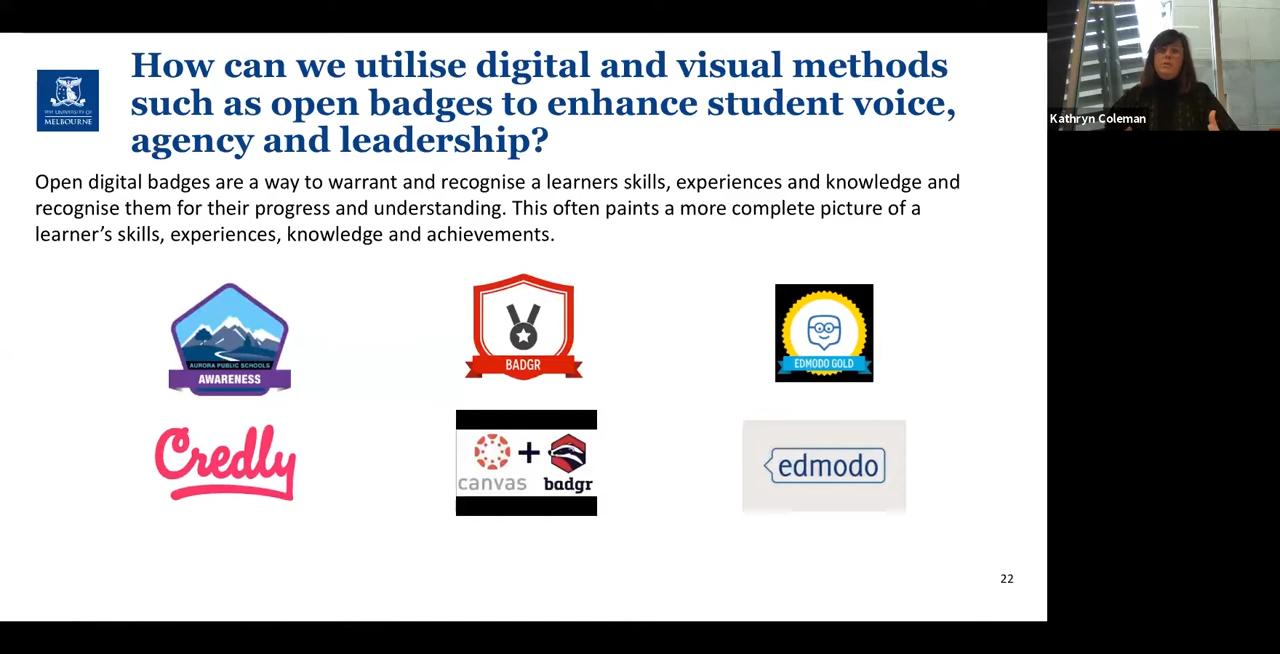 How can we utilise digital and visual methods
such as open badges to enhance student voice,
agency and leadership?
THE UNIVERSITY OF
MELBOURNE
Kathryn Coleman
Open digital badges are a way to warrant and recognise a learners skills, experiences and knowledge and
recognise them for their progress and understanding. This often paints a more complete picture of a
learner’s skills, experiences, knowledge and achievements.
AURORA PUBLIC SCHOOLS
AWARENESS
BADGR
EDMODO GOLD
Credly
canvas + badgr
edmodo
22